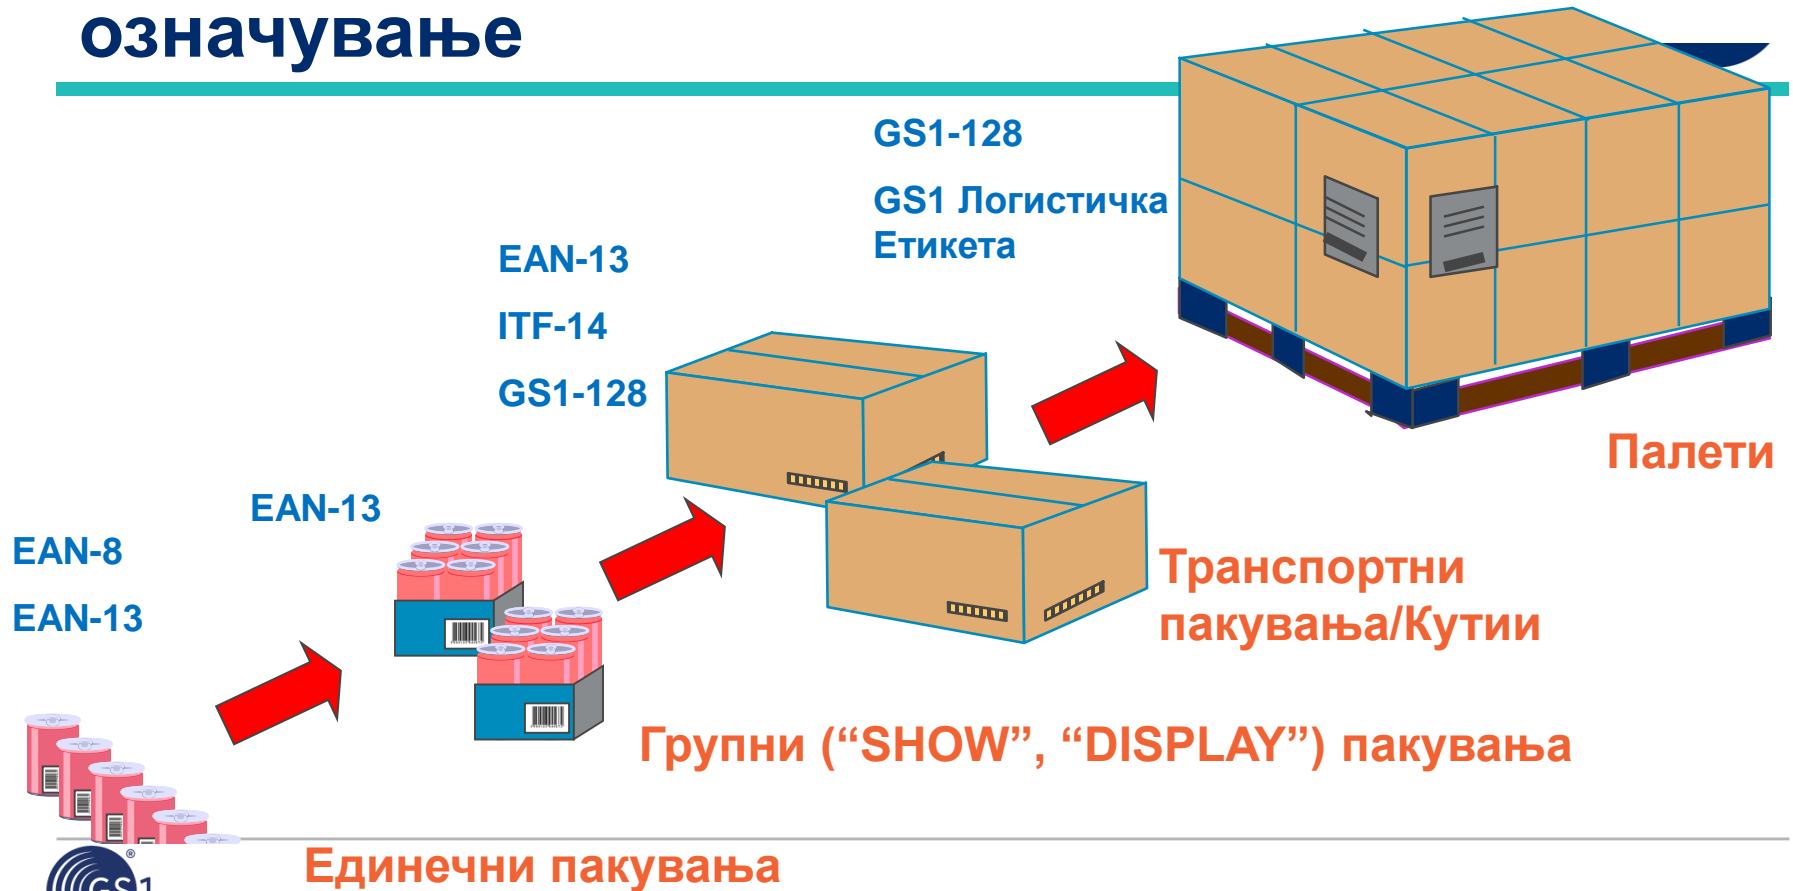 означување
GS1-128
GS1 Логистичка
Етикета
EAN-13
ITF-14
GS1-128
Палети
EAN-13
EAN-8
EAN-13
Транспортни
пакувања/Кутии
Групни (“SHOW”, “DISPLAY”) пакувања
Единечни пакувања
GS1